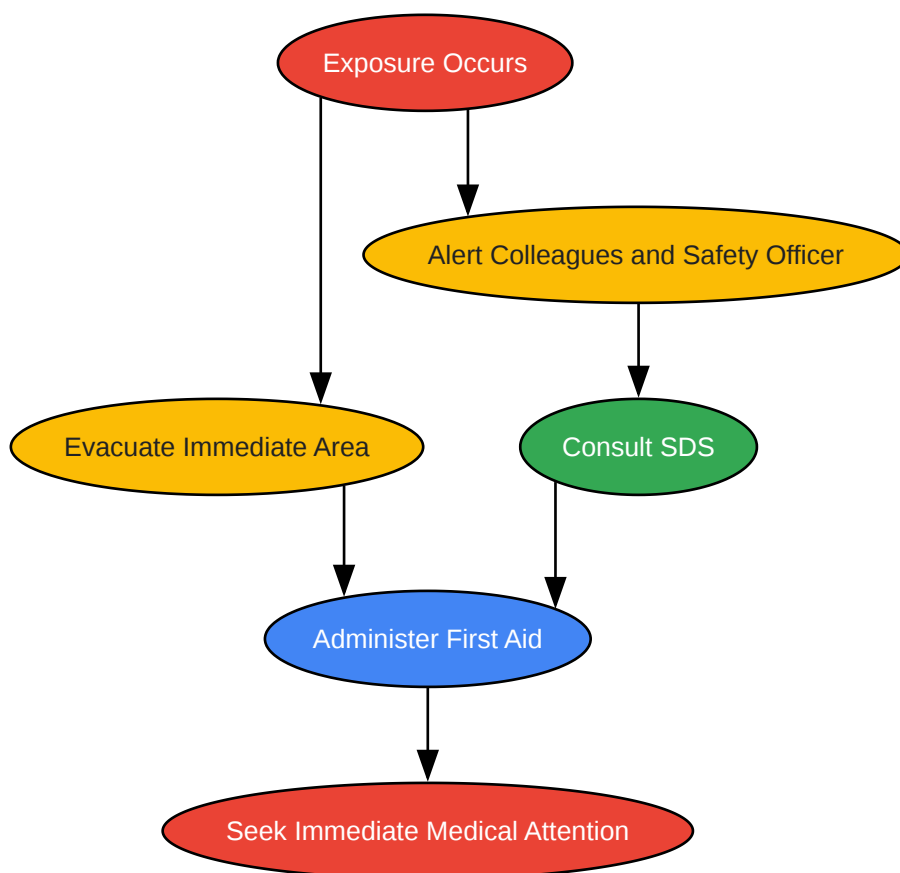 Exposure Occurs
Alert Colleagues and Safety Officer
Evacuate Immediate Area
Consult SDS
Administer First Aid
Seek Immediate Medical Attention